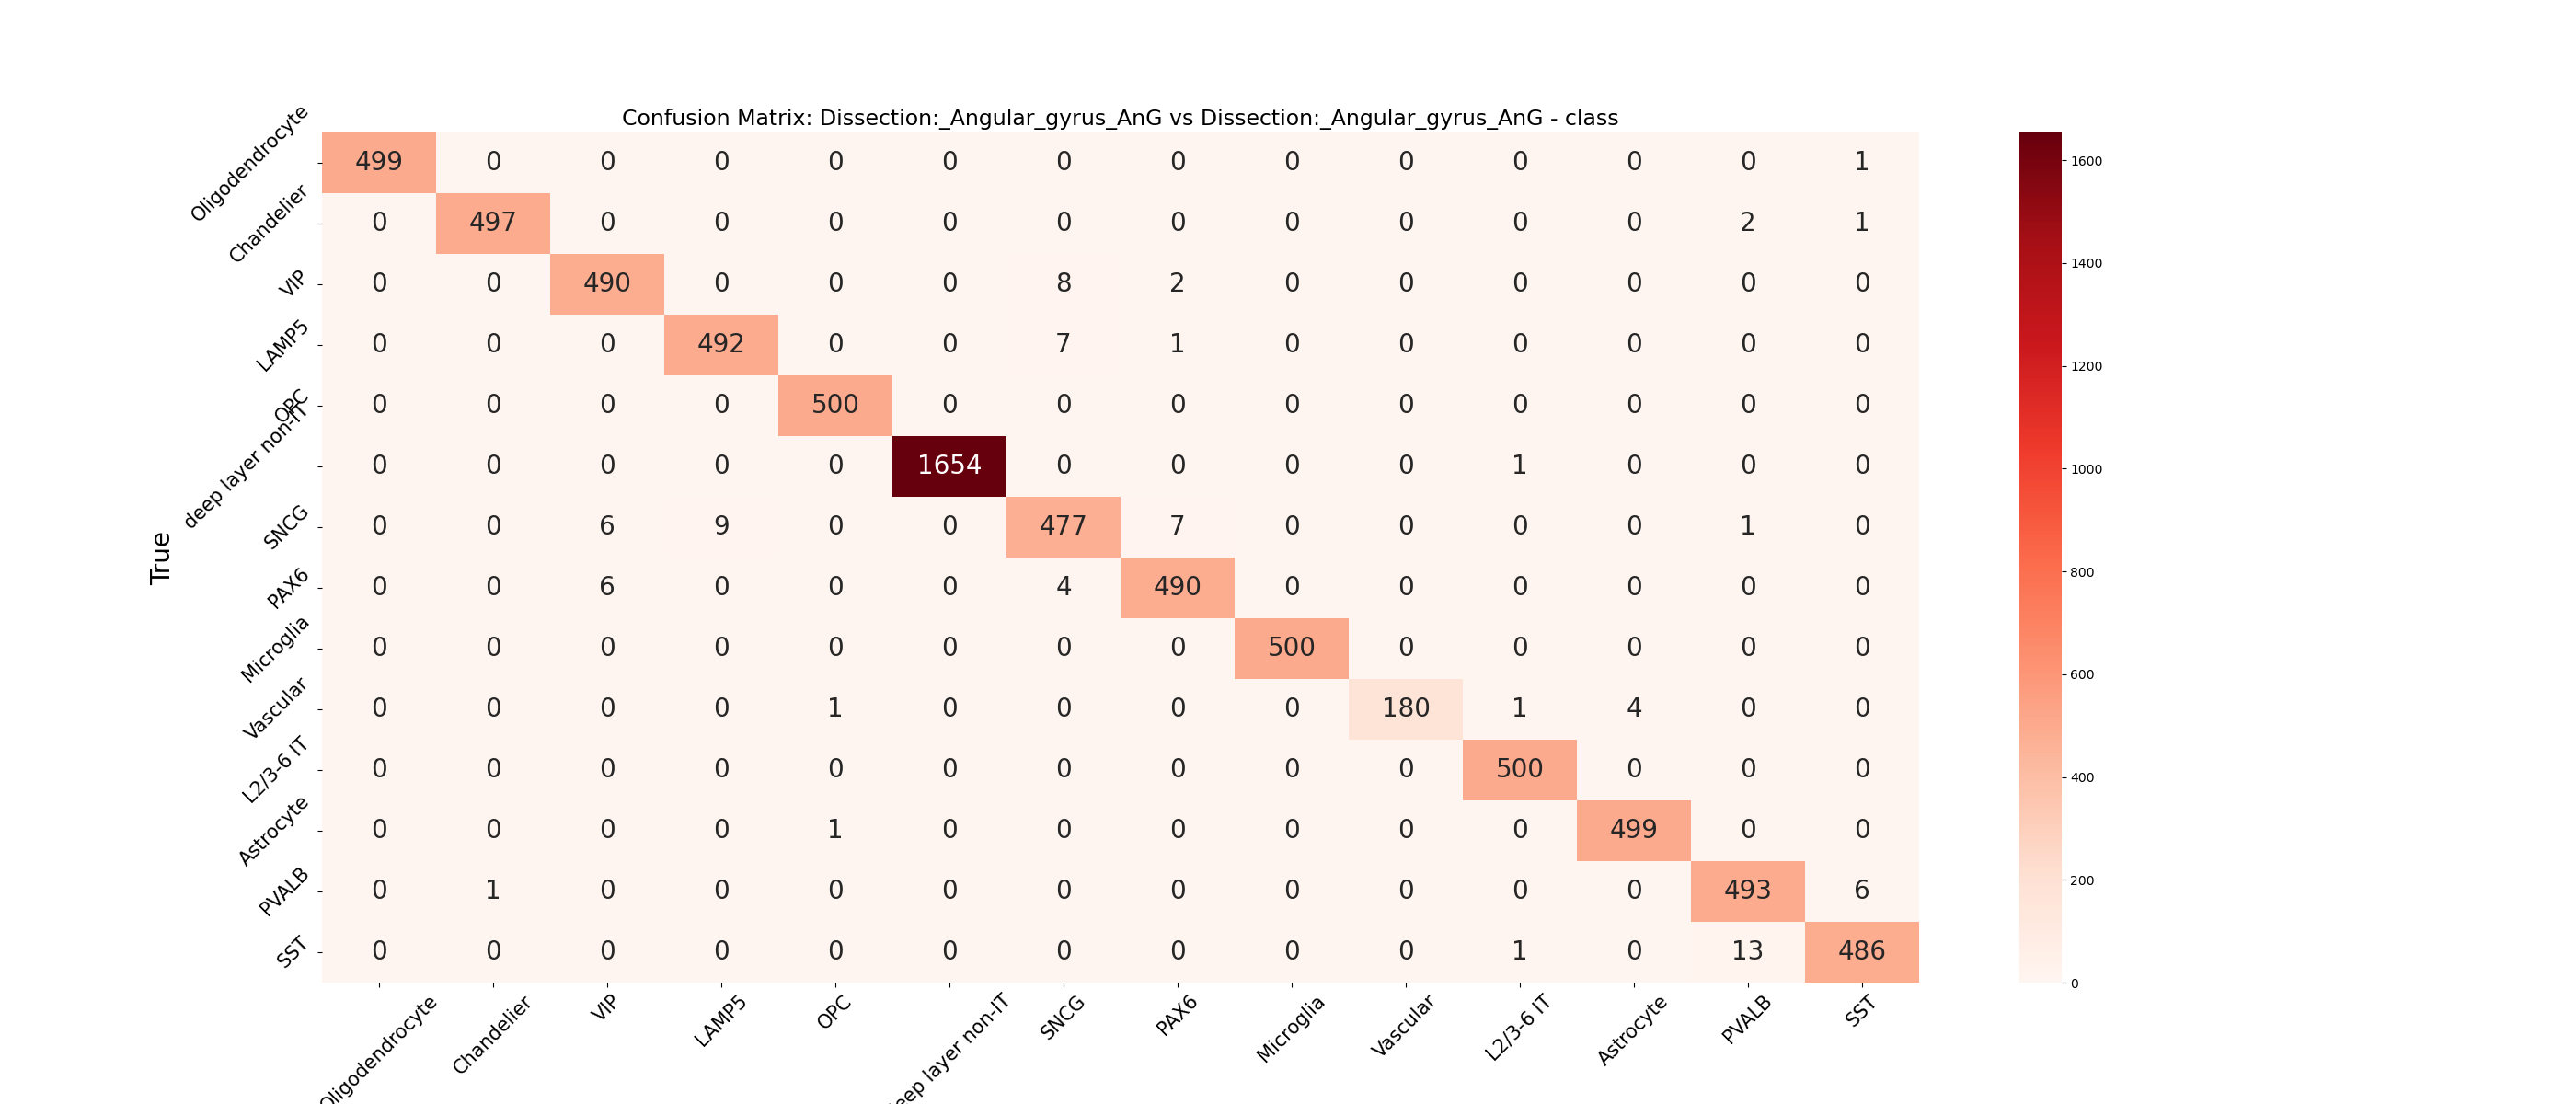 Confusion Matrix: Dissection:_Angular_gyrus_AnG vs Dissection:_Angular_gyrus_AnG - class
True
Oligodendrocyte 499 0 0 0 0 0 0 0 0 0 0 0 0 1
Chandelier 0 497 0 0 0 0 0 0 0 0 0 0 2 1
VIP 0 0 490 0 0 0 8 2 0 0 0 0 0 0
LAMP5 0 0 0 492 0 0 7 1 0 0 0 0 0 0
OPC 0 0 0 0 500 0 0 0 0 0 0 0 0 0
deep layer non-IT 0 0 0 0 0 1654 0 0 0 0 1 0 0 0
SNCG 0 0 6 9 0 0 477 7 0 0 0 0 1 0
PAX6 0 0 6 0 0 0 4 490 0 0 0 0 0 0
Microglia 0 0 0 0 0 0 0 0 500 0 0 0 0 0
Vascular 0 0 0 0 1 0 0 0 0 180 1 4 0 0
L2/3-6 IT 0 0 0 0 0 0 0 0 0 0 500 0 0 0
Astrocyte 0 0 0 0 1 0 0 0 0 0 0 499 0 0
PVALB 0 1 0 0 0 0 0 0 0 0 0 0 493 6
SST 0 0 0 0 0 0 0 0 0 0 1 0 13 486
Oligodendrocyte Chandelier VIP LAMP5 OPC eep layer non-IT SNCG PAX6 Microglia Vascular L2/3-6 IT Astrocyte PVALB SST
1600
1400
1200
1000
800
600
400
200
0